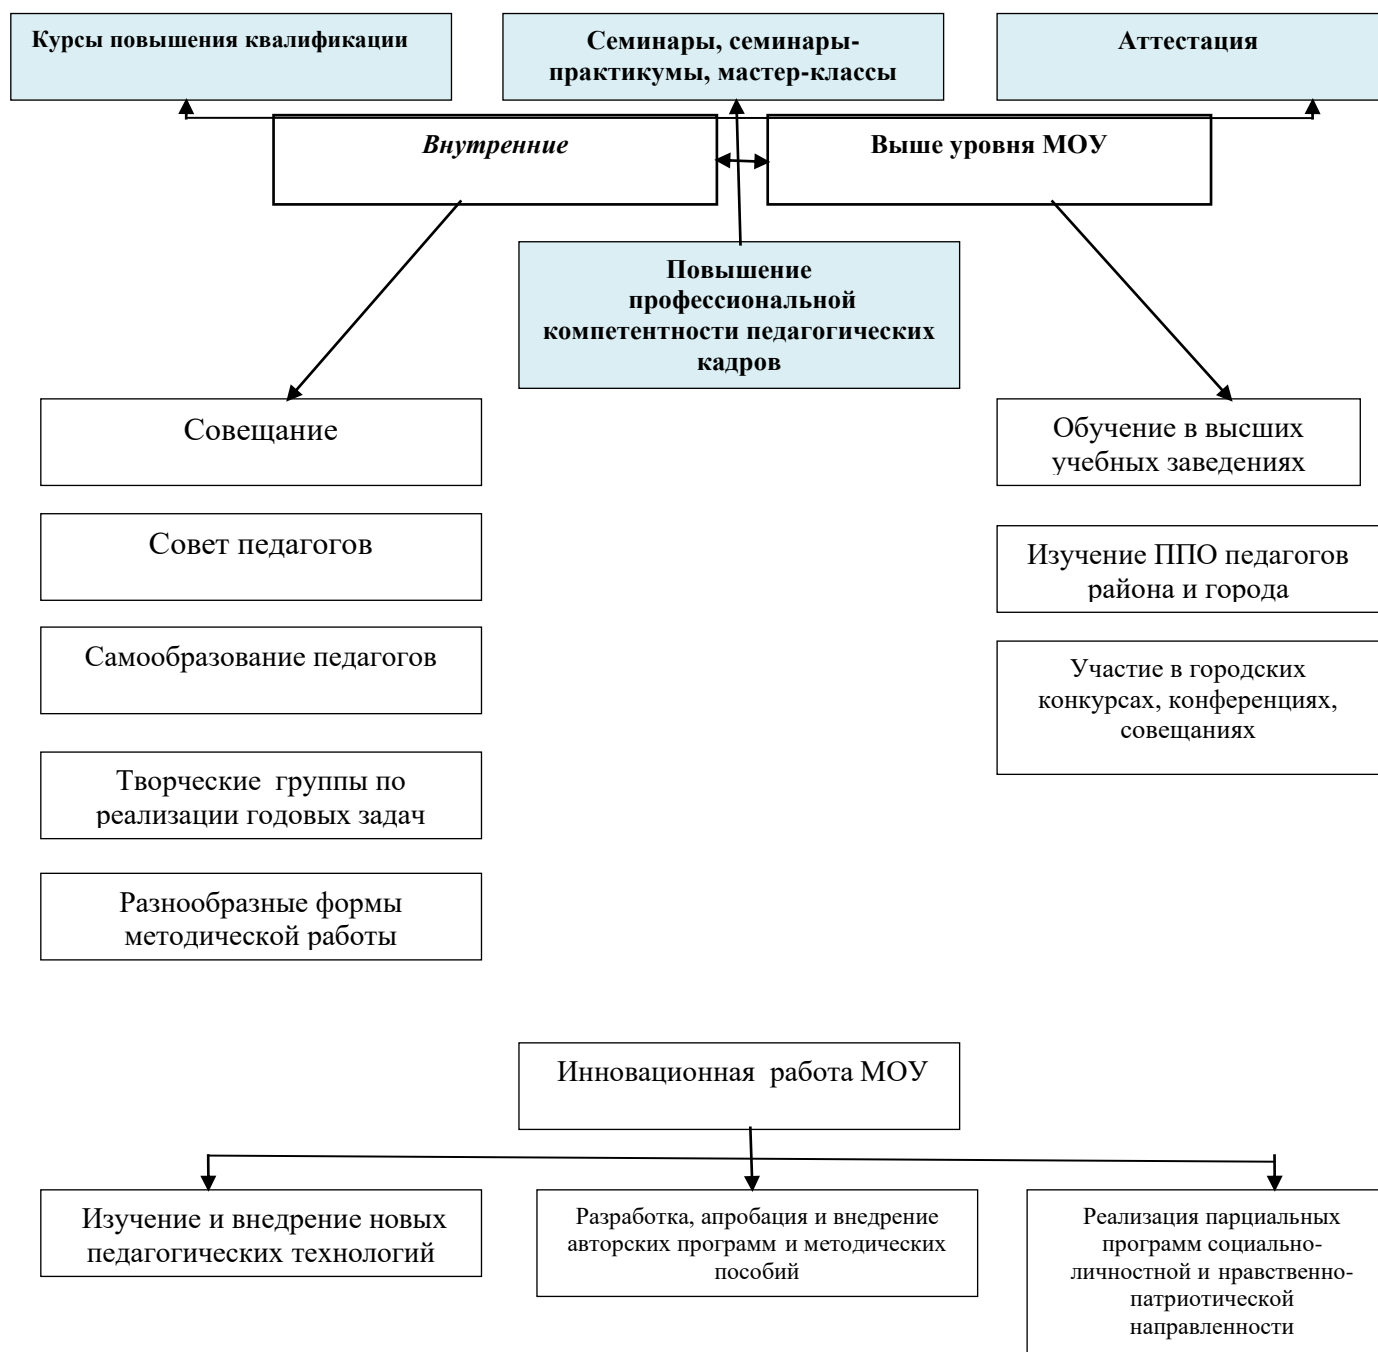 Курсы повышения квалификации
Семинары, семинары-
практикумы, мастер-классы
Аттестация
Внутренние
Выше уровня МОУ
Повышение
профессиональной
компетентности педагогических
кадров
Совещание
Обучение в высших
учебных заведениях
Совет педагогов
Изучение ППО педагогов
района и города
Самообразование педагогов
Участие в городских
конкурсах, конференциях,
совещаниях
Творческие группы по
реализации годовых задач
Разнообразные формы
методической работы
Инновационная работа МОУ
Изучение и внедрение новых
педагогических технологий
Разработка, апробация и внедрение
авторских программ и методических
пособий
Реализация парциальных
программ социально-
личностной и нравственно-
патриотической
направленности